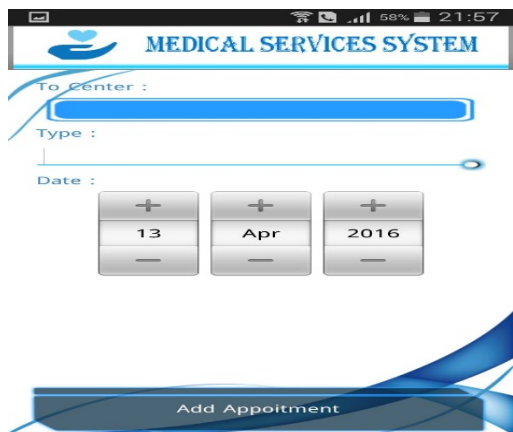 58% 21:57
MEDICAL SERVICES SYSTEM
To Center :
Type :
Date :
+ + +
13 Apr 2016
— — —
Add Appoitment